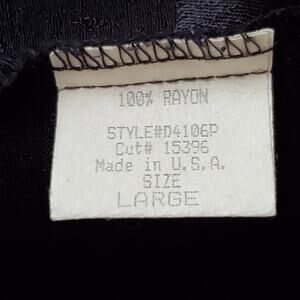 100% RAYON
STYLE#D4106P
Cut# 15396
Made in U.S.A.
SIZE
LARGE